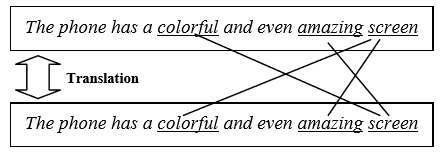 The phone has a colorful and even amazing screen
Translation
The phone has a colorful and even amazing screen